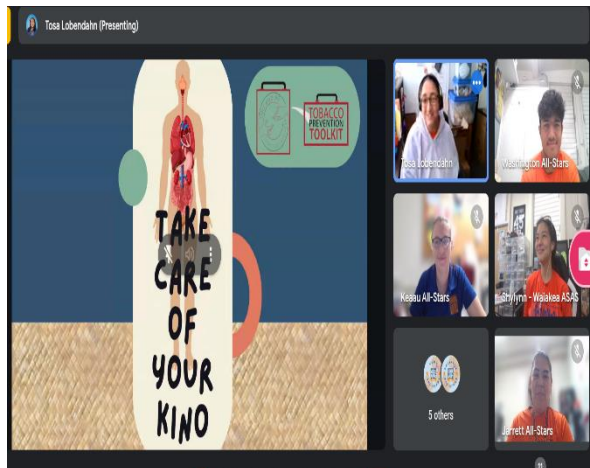 Tosa Lobendahn (Presenting)
TOBACCO
PREVENTION
TOOLKIT
TAKE
CARE
OF
YOUR
KINO
Tosa Lobendahn
Washington All-Stars
Keaau All-Stars
Shylynn - Waiakea ASAS
5 others
Jarrett All-Stars
11